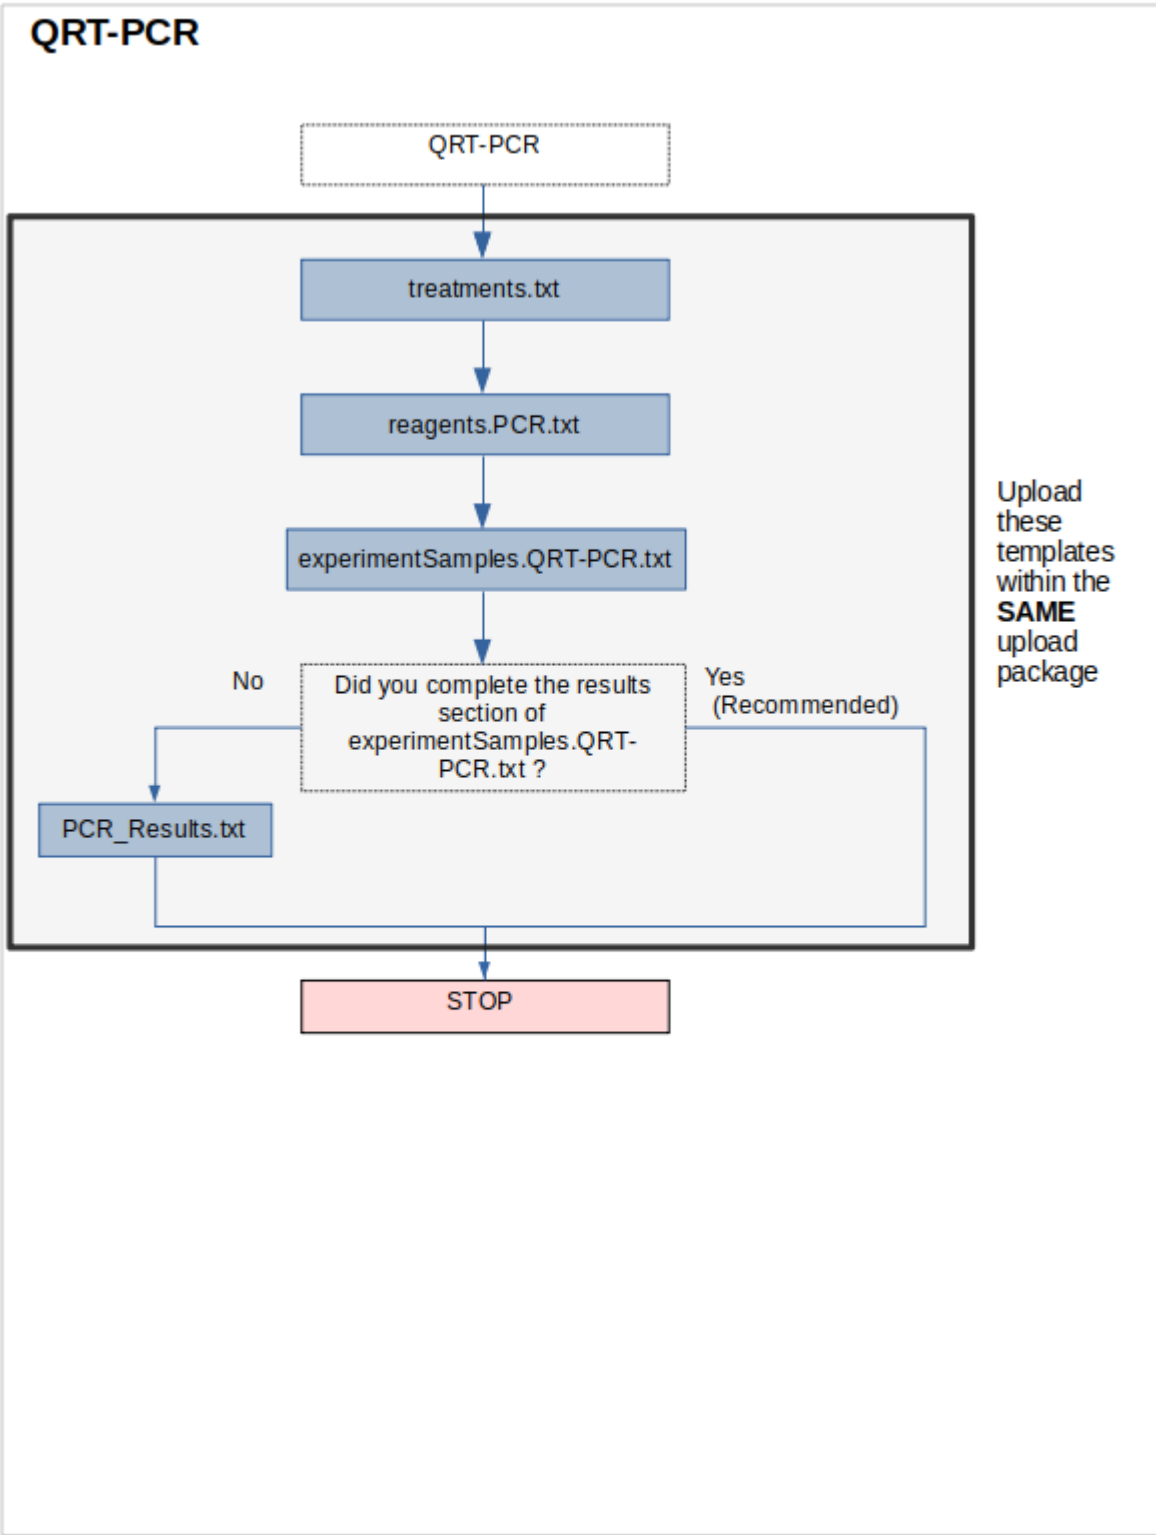 QRT-PCR
QRT-PCR
treatments.txt
reagents.PCR.txt
experimentSamples.QRT-PCR.txt
Upload
these
templates
within the
SAME
upload
package
No
Did you complete the results
section of
experimentSamples.QRT-
PCR.txt ?
Yes
(Recommended)
PCR_Results.txt
STOP